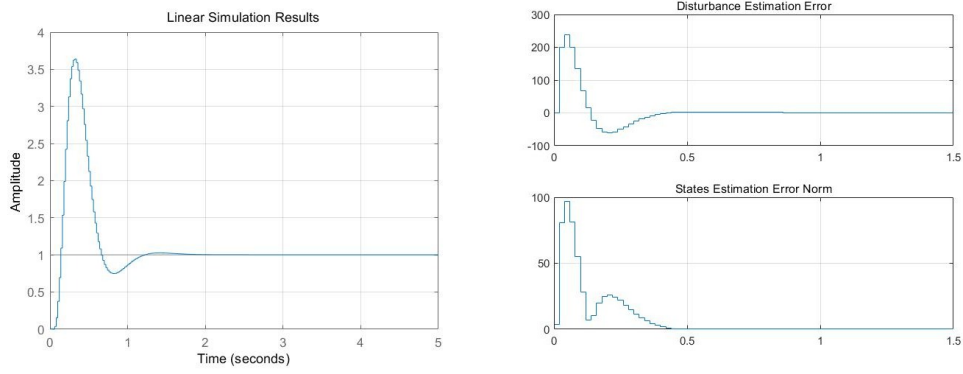 Linear Simulation Results
Amplitude
4
3.5
3
2.5
2
1.5
1
0.5
0
0 1 2 3 4 5
Time (seconds)
Disturbance Estimation Error
300
200
100
0
-100
0 0.5 1 1.5
States Estimation Error Norm
100
50
0
0 0.5 1 1.5